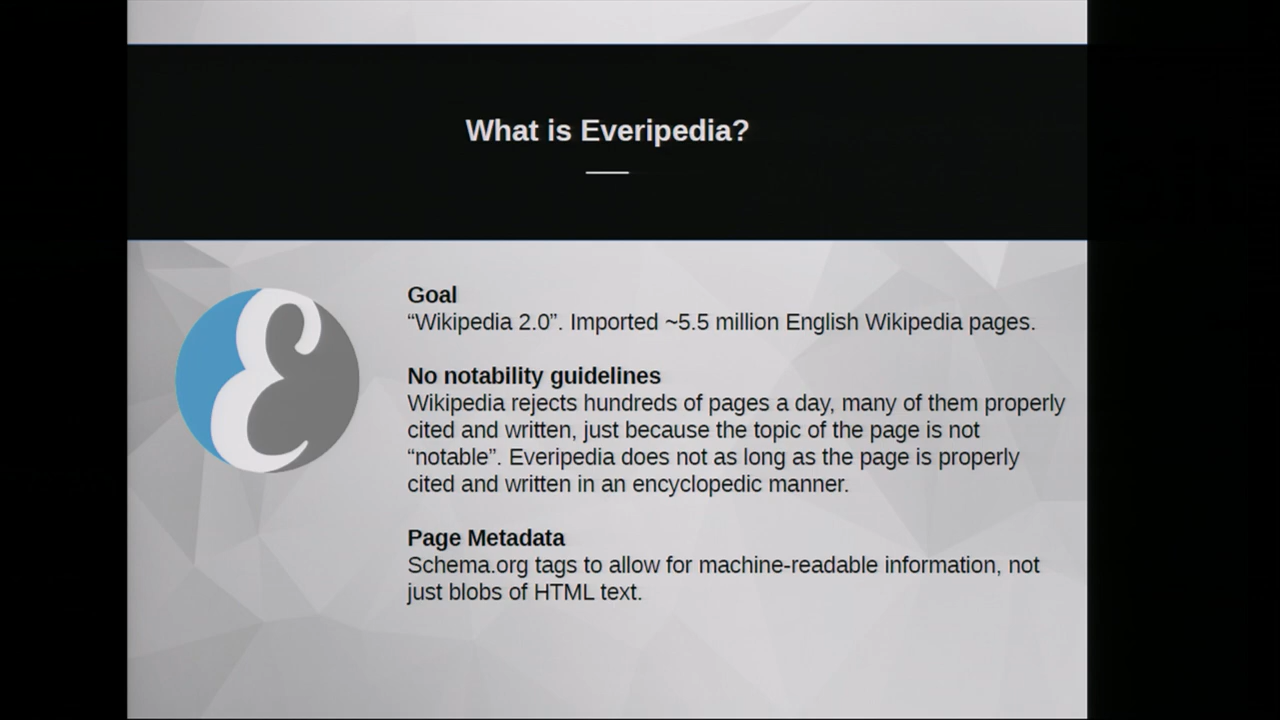 What is Everipedia?
Goal
“Wikipedia 2.0”. Imported ~5.5 million English Wikipedia pages.
No notability guidelines
Wikipedia rejects hundreds of pages a day, many of them properly
cited and written, just because the topic of the page is not
“notable”. Everipedia does not as long as the page is properly
cited and written in an encyclopedic manner.
Page Metadata
Schema.org tags to allow for machine-readable information, not
just blobs of HTML text.